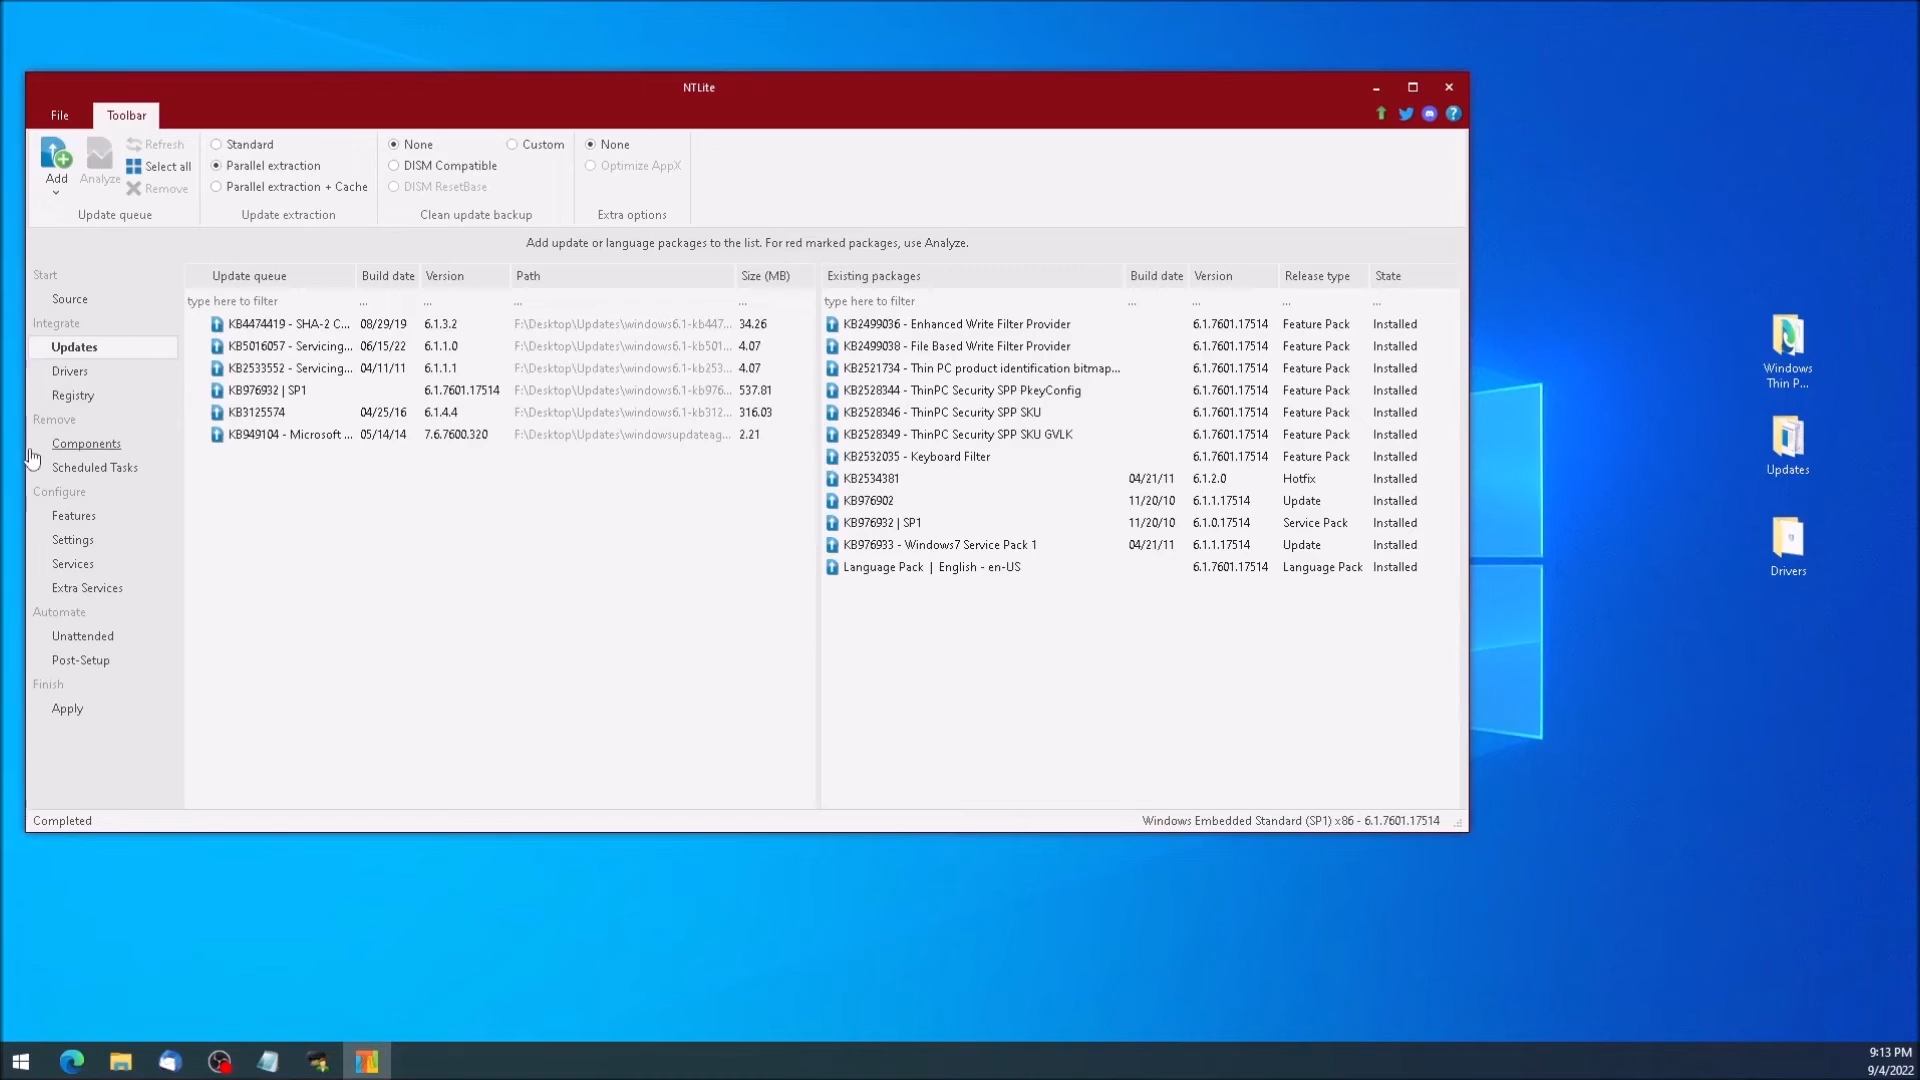 NTLite
File Toolbar
Add
Analyze
Refresh
Select all
Remove
Update queue
Standard
Parallel extraction
Parallel extraction + Cache
Update extraction
None Custom
DISM Compatible
DISM ResetBase
Clean update backup
None
Optimize AppX
Extra options
Add update or language packages to the list. For red marked packages, use Analyze.
Start
Source
Integrate
Updates
Drivers
Registry
Remove
Components
Scheduled Tasks
Configure
Features
Settings
Services
Extra Services
Automate
Unattended
Post-Setup
Finish
Apply
Update queue Build date Version Path Size (MB)
type here to filter ... ... ... ...
KB4474419 - SHA-2 C... 08/29/19 6.1.3.2 F:\Desktop\Updates\windows6.1-kb447... 34.26
KB5016057 - Servicing... 06/15/22 6.1.1.0 F:\Desktop\Updates\windows6.1-kb501... 4.07
KB2533552 - Servicing... 04/11/11 6.1.1.1 F:\Desktop\Updates\windows6.1-kb253... 4.07
KB976932 | SP1 6.1.7601.17514 F:\Desktop\Updates\windows6.1-kb976... 537.81
KB3125574 04/25/16 6.1.4.4 F:\Desktop\Updates\windows6.1-kb312... 316.03
KB949104 - Microsoft ... 05/14/14 7.6.7600.320 F:\Desktop\Updates\windowsupdateag... 2.21
Existing packages Build date Version Release type State
type here to filter ... ... ... ...
KB2499036 - Enhanced Write Filter Provider 6.1.7601.17514 Feature Pack Installed
KB2499038 - File Based Write Filter Provider 6.1.7601.17514 Feature Pack Installed
KB2521734 - Thin PC product identification bitmap... 6.1.7601.17514 Feature Pack Installed
KB2528344 - ThinPC Security SPP PkeyConfig 6.1.7601.17514 Feature Pack Installed
KB2528346 - ThinPC Security SPP SKU 6.1.7601.17514 Feature Pack Installed
KB2528349 - ThinPC Security SPP SKU GVLK 6.1.7601.17514 Feature Pack Installed
KB2532035 - Keyboard Filter 6.1.7601.17514 Feature Pack Installed
KB2534381 04/21/11 6.1.2.0 Hotfix Installed
KB976902 11/20/10 6.1.1.17514 Update Installed
KB976932 | SP1 11/20/10 6.1.0.17514 Service Pack Installed
KB976933 - Windows7 Service Pack 1 04/21/11 6.1.1.17514 Update Installed
Language Pack | English - en-US 6.1.7601.17514 Language Pack Installed
Completed
Windows Embedded Standard (SP1) x86 - 6.1.7601.17514
Windows
Thin P...
Updates
Drivers
9:13 PM
9/4/2022